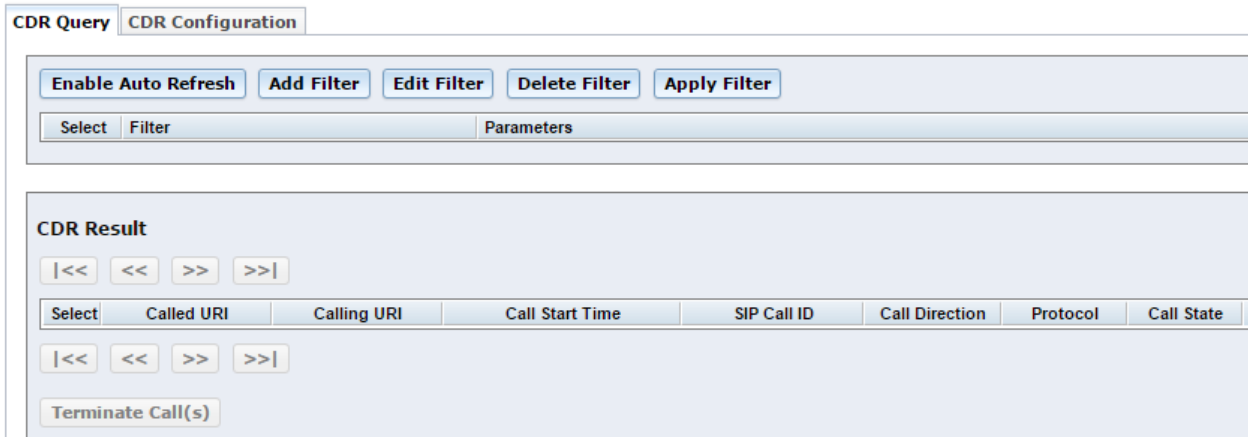 CDR Query CDR Configuration
Enable Auto Refresh Add Filter Edit Filter Delete Filter Apply Filter
Select Filter Parameters
CDR Result
|<< << >> >>|
Select Called URI Calling URI Call Start Time SIP Call ID Call Direction Protocol Call State
|<< << >> >>|
Terminate Call(s)